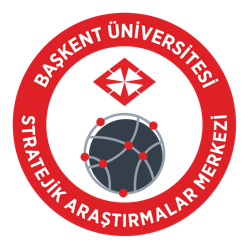 BAŞKENT ÜNİVERSİTESİ
STRATEJİK ARAŞTIRMALAR MERKEZİ